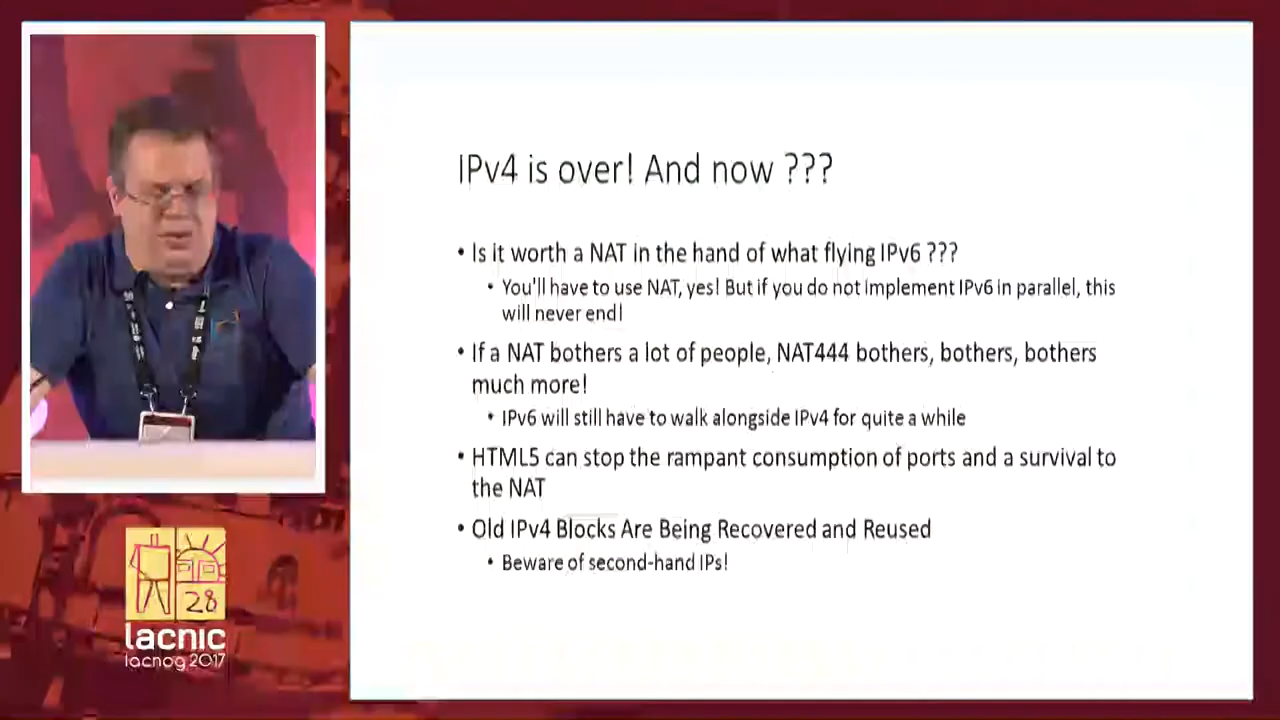 IPv4 is over! And now ???
• Is it worth a NAT in the hand of what flying IPv6 ???
• You'll have to use NAT, yes! But if you do not implement IPv6 in parallel, this
will never end!
• If a NAT bothers a lot of people, NAT444 bothers, bothers, bothers
much more!
• IPv6 will still have to walk alongside IPv4 for quite a while
• HTML5 can stop the rampant consumption of ports and a survival to
the NAT
• Old IPv4 Blocks Are Being Recovered and Reused
• Beware of second-hand IPs!
28
lacnic
lacnog 2017